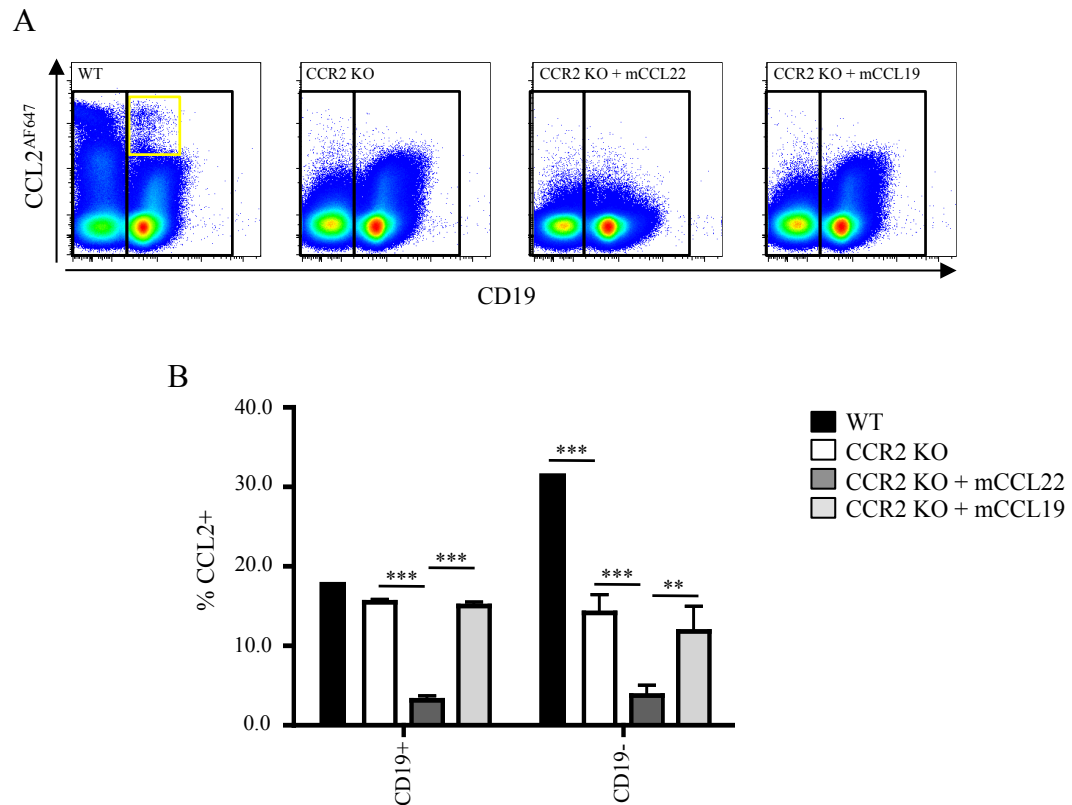 A
WT
CCR2 KO
CCR2 KO + mCCL22
CCR2 KO + mCCL19
CCL2AF647
CD19
B
40.0
30.0
20.0
10.0
0.0
% CCL2+
***
***
***
***
**
CD19+
CD19-
WT
CCR2 KO
CCR2 KO + mCCL22
CCR2 KO + mCCL19